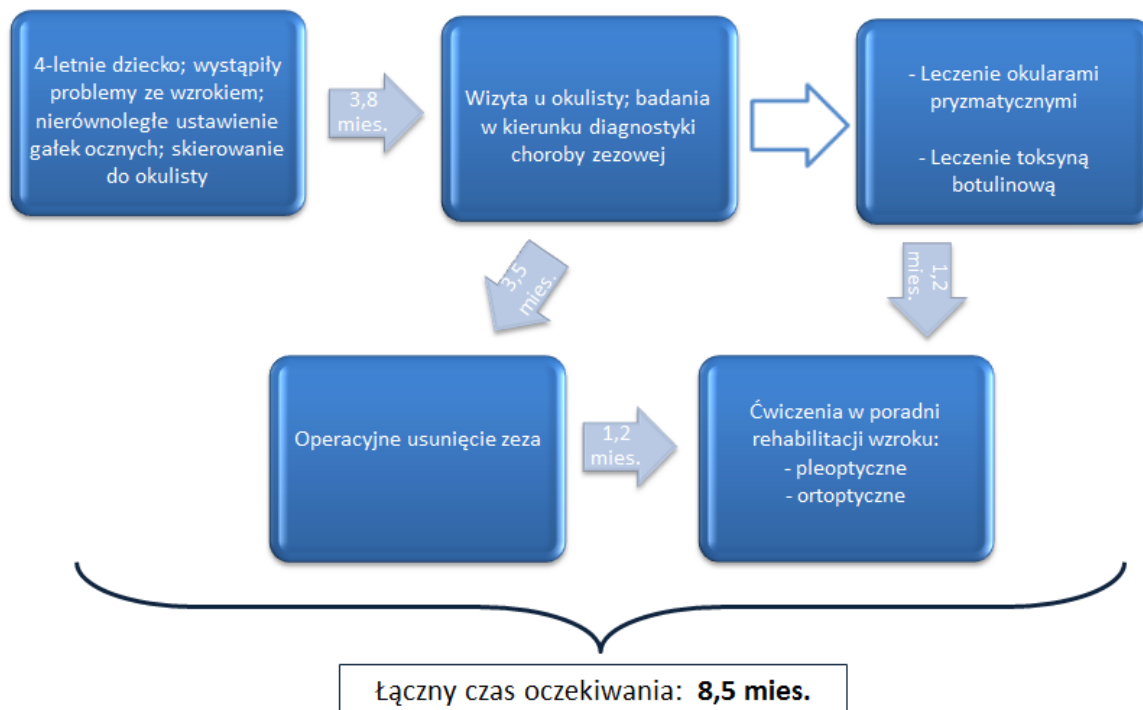 4-letnie dziecko; wystąpiły
problemy ze wzrokiem;
nierównoległe ustawienie
gałek ocznych; skierowanie
do okulisty
3,8
mies.
Wizyta u okulisty; badania
w kierunku diagnostyki
choroby zezowej
- Leczenie okularami
pryzmatycznymi
- Leczenie toksyną
botulinową
3,5
mies.
1,2
mies.
Operacyjne usunięcie zeza
1,2
mies.
Ćwiczenia w poradni
rehabilitacji wzroku:
- pleoptyczne
- ortoptyczne
Łączny czas oczekiwania: 8,5 mies.